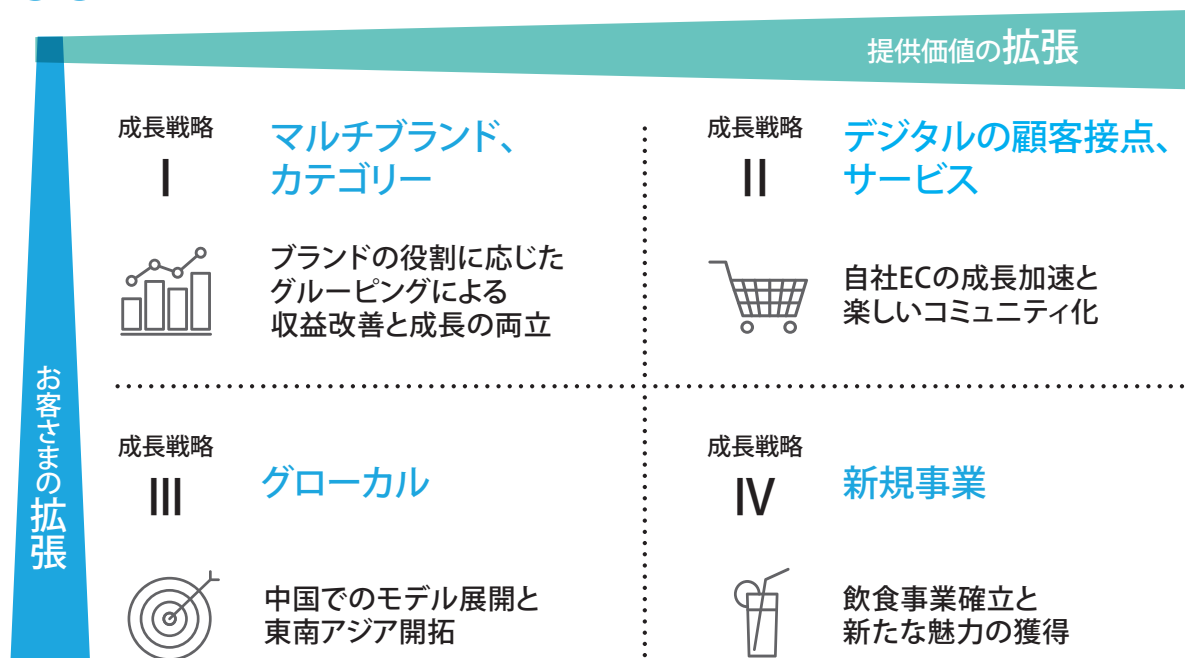 提供価値の拡張
お客さまの拡張
成長戦略
I
マルチブランド、
カテゴリー
ブランドの役割に応じた
グルーピングによる
収益改善と成長の両立
成長戦略
II
デジタルの顧客接点、
サービス
自社ECの成長加速と
楽しいコミュニティ化
成長戦略
III
グローカル
中国でのモデル展開と
東南アジア開拓
成長戦略
IV
新規事業
飲食事業確立と
新たな魅力の獲得